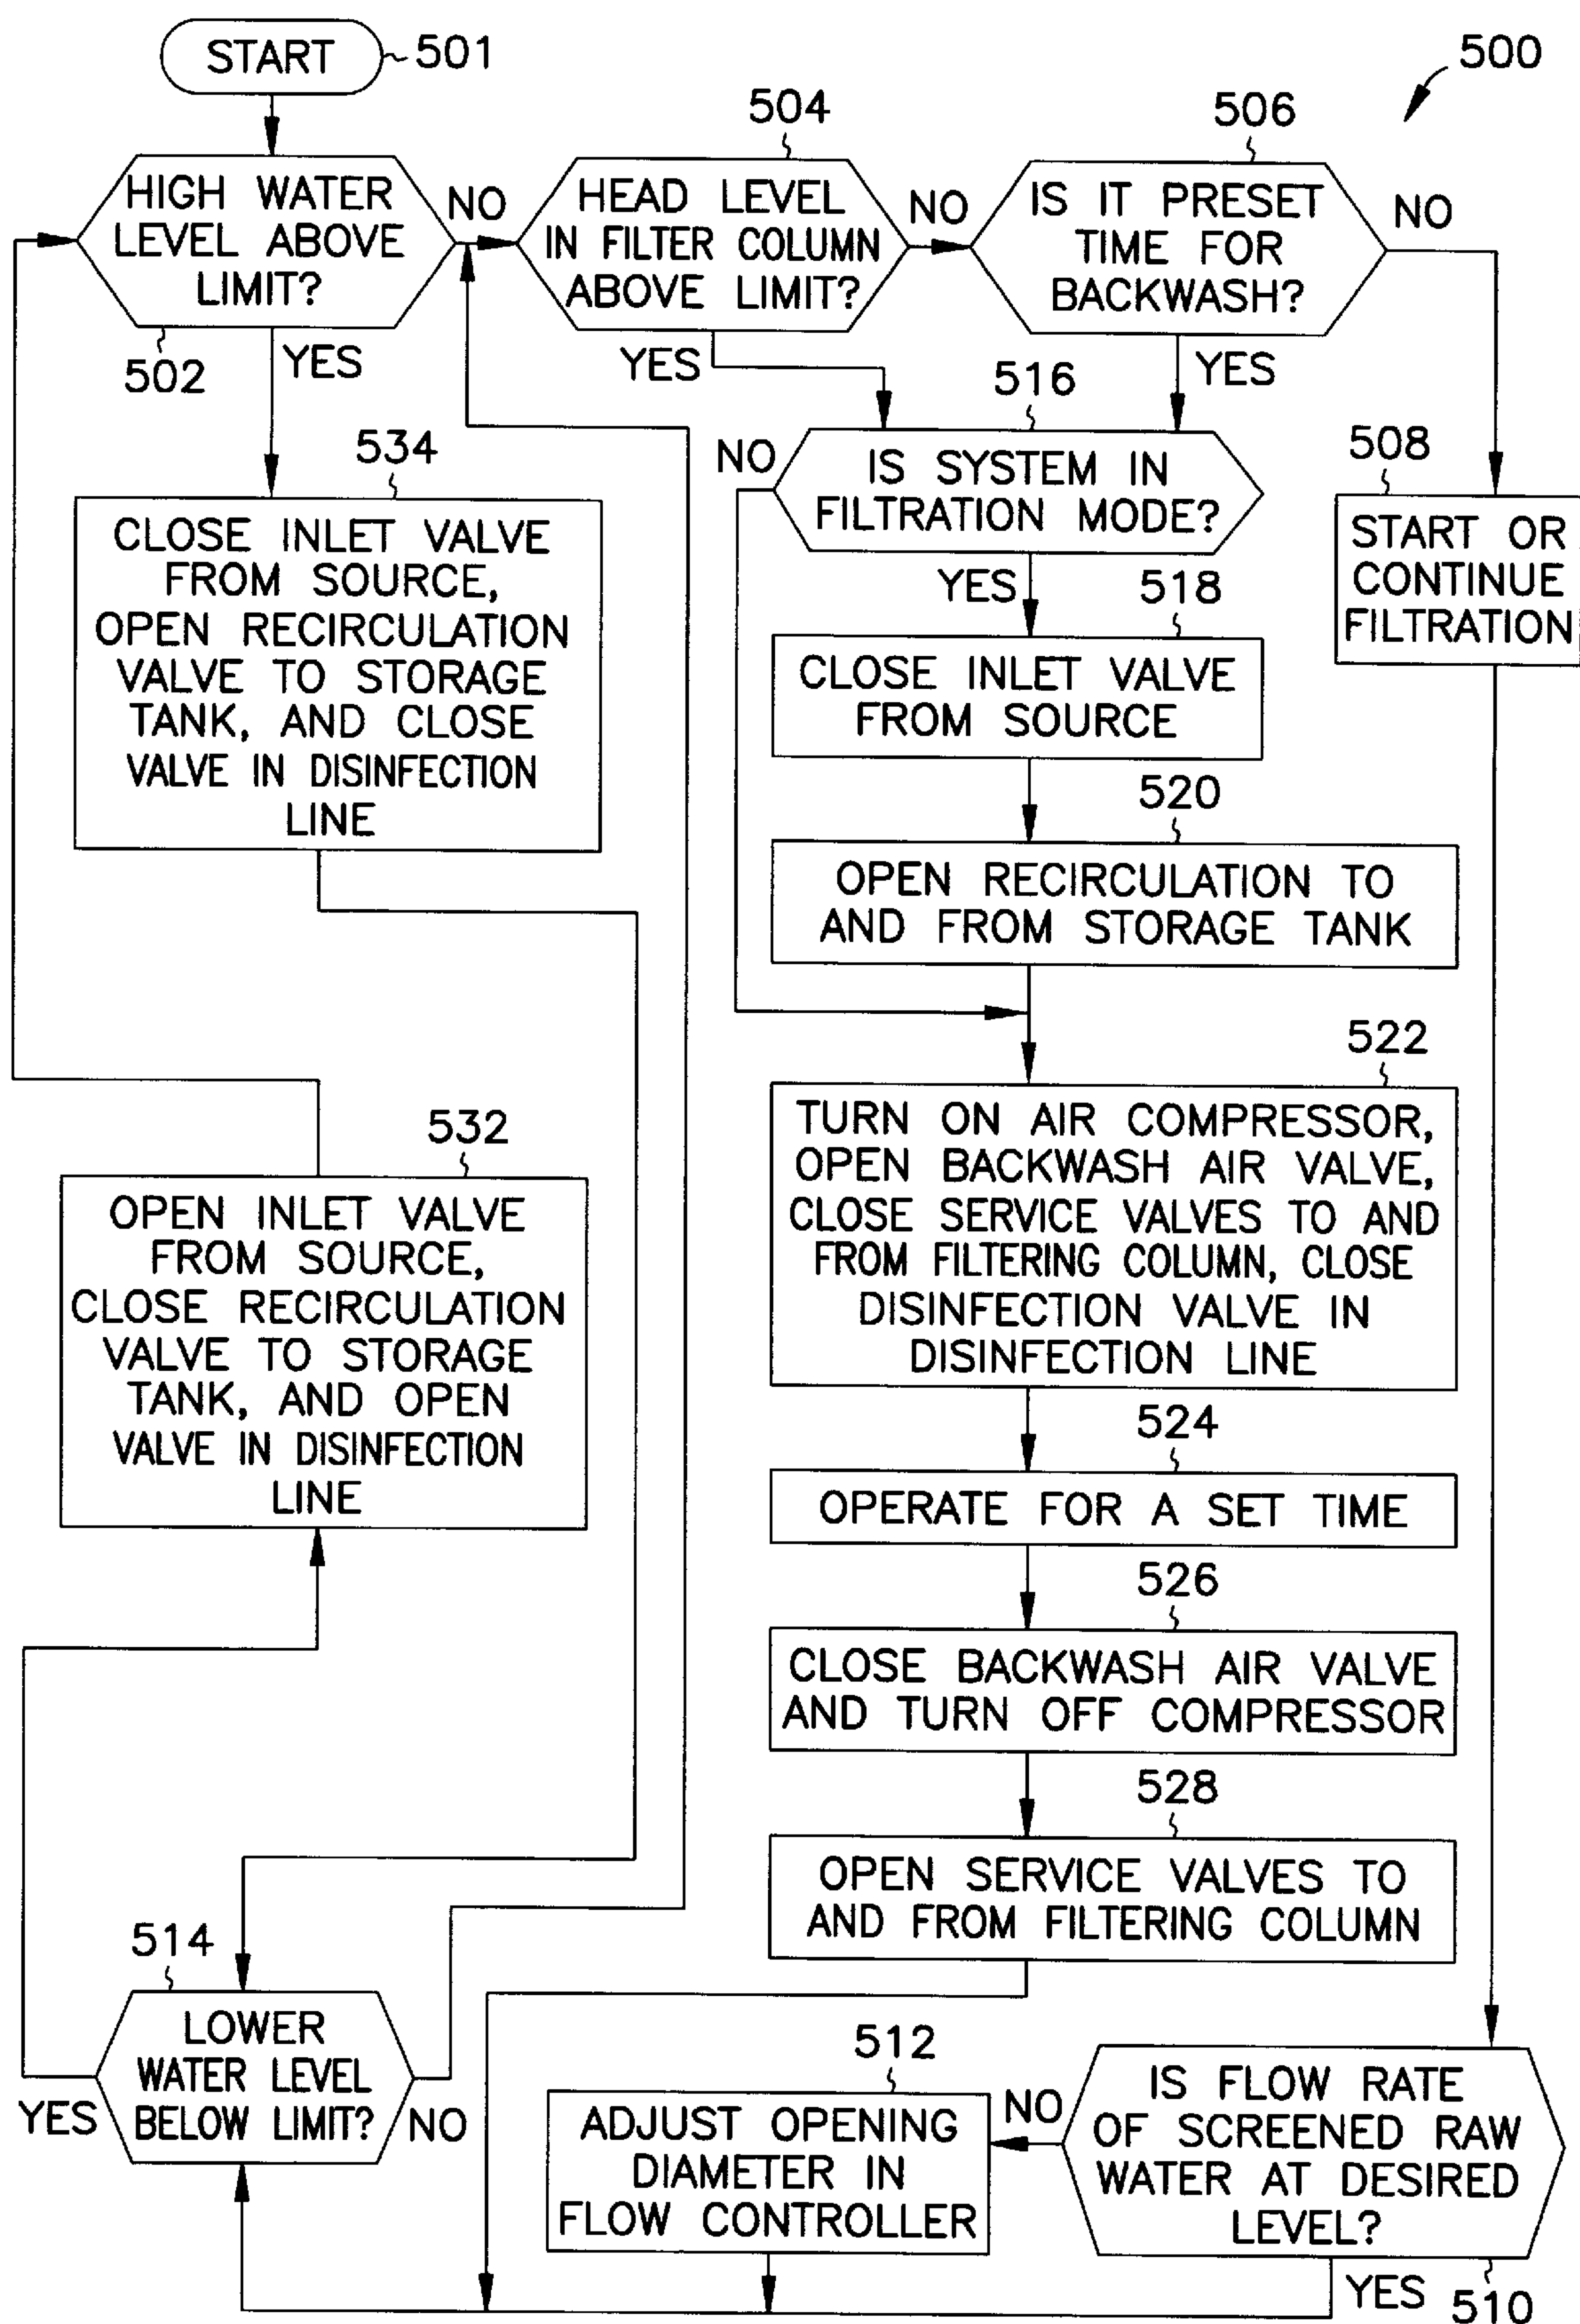 START
501
500
504
506
HIGH WATER
LEVEL ABOVE
LIMIT?
NO
HEAD LEVEL
IN FILTER COLUMN
ABOVE LIMIT?
NO
IS IT PRESET
TIME FOR
BACKWASH?
NO
502
YES
YES
YES
516
534
CLOSE INLET VALVE
FROM SOURCE,
OPEN RECIRCULATION
VALVE TO STORAGE
TANK, AND CLOSE
VALVE IN DISINFECTION
LINE
NO
IS SYSTEM IN
FILTRATION MODE?
YES
508
START OR
CONTINUE
FILTRATION
518
CLOSE INLET VALVE
FROM SOURCE
520
OPEN RECIRCULATION TO
AND FROM STORAGE TANK
522
TURN ON AIR COMPRESSOR,
OPEN BACKWASH AIR VALVE,
CLOSE SERVICE VALVES TO AND
FROM FILTERING COLUMN, CLOSE
DISINFECTION VALVE IN
DISINFECTION LINE
532
OPEN INLET VALVE
FROM SOURCE,
CLOSE RECIRCULATION
VALVE TO STORAGE
TANK, AND OPEN
VALVE IN DISINFECTION
LINE
524
OPERATE FOR A SET TIME
526
CLOSE BACKWASH AIR VALVE
AND TURN OFF COMPRESSOR
528
OPEN SERVICE VALVES TO
AND FROM FILTERING COLUMN
514
LOWER
WATER LEVEL
BELOW LIMIT?
YES
NO
512
ADJUST OPENING
DIAMETER IN
FLOW CONTROLLER
NO
IS FLOW RATE
OF SCREENED RAW
WATER AT DESIRED
LEVEL?
YES
510